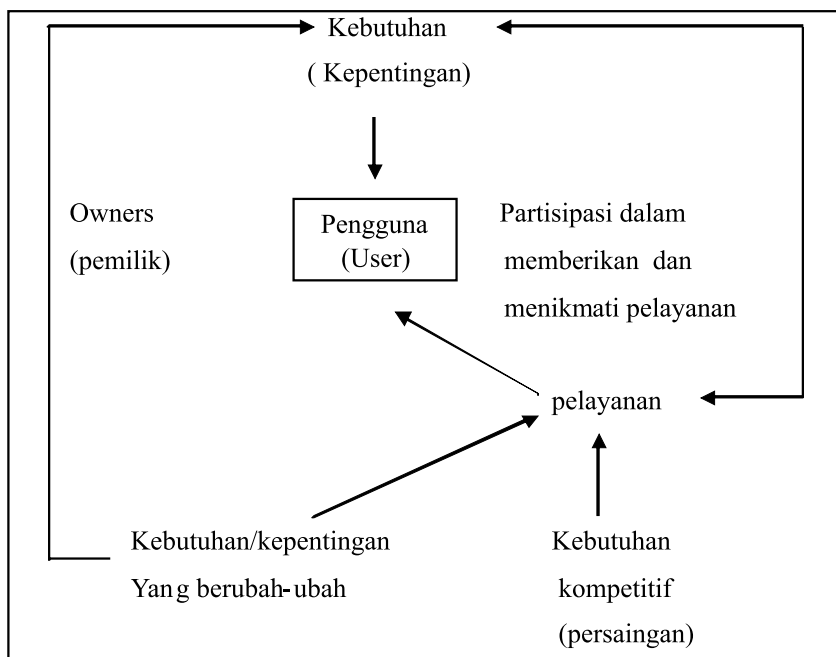 Kebutuhan
( Kepentingan)
Owners
(pemilik)
Pengguna
(User)
Partisipasi dalam
memberikan dan
menikmati pelayanan
pelayanan
Kebutuhan/kepentingan
Yang berubah-ubah
Kebutuhan
kompetitif
(persaingan)